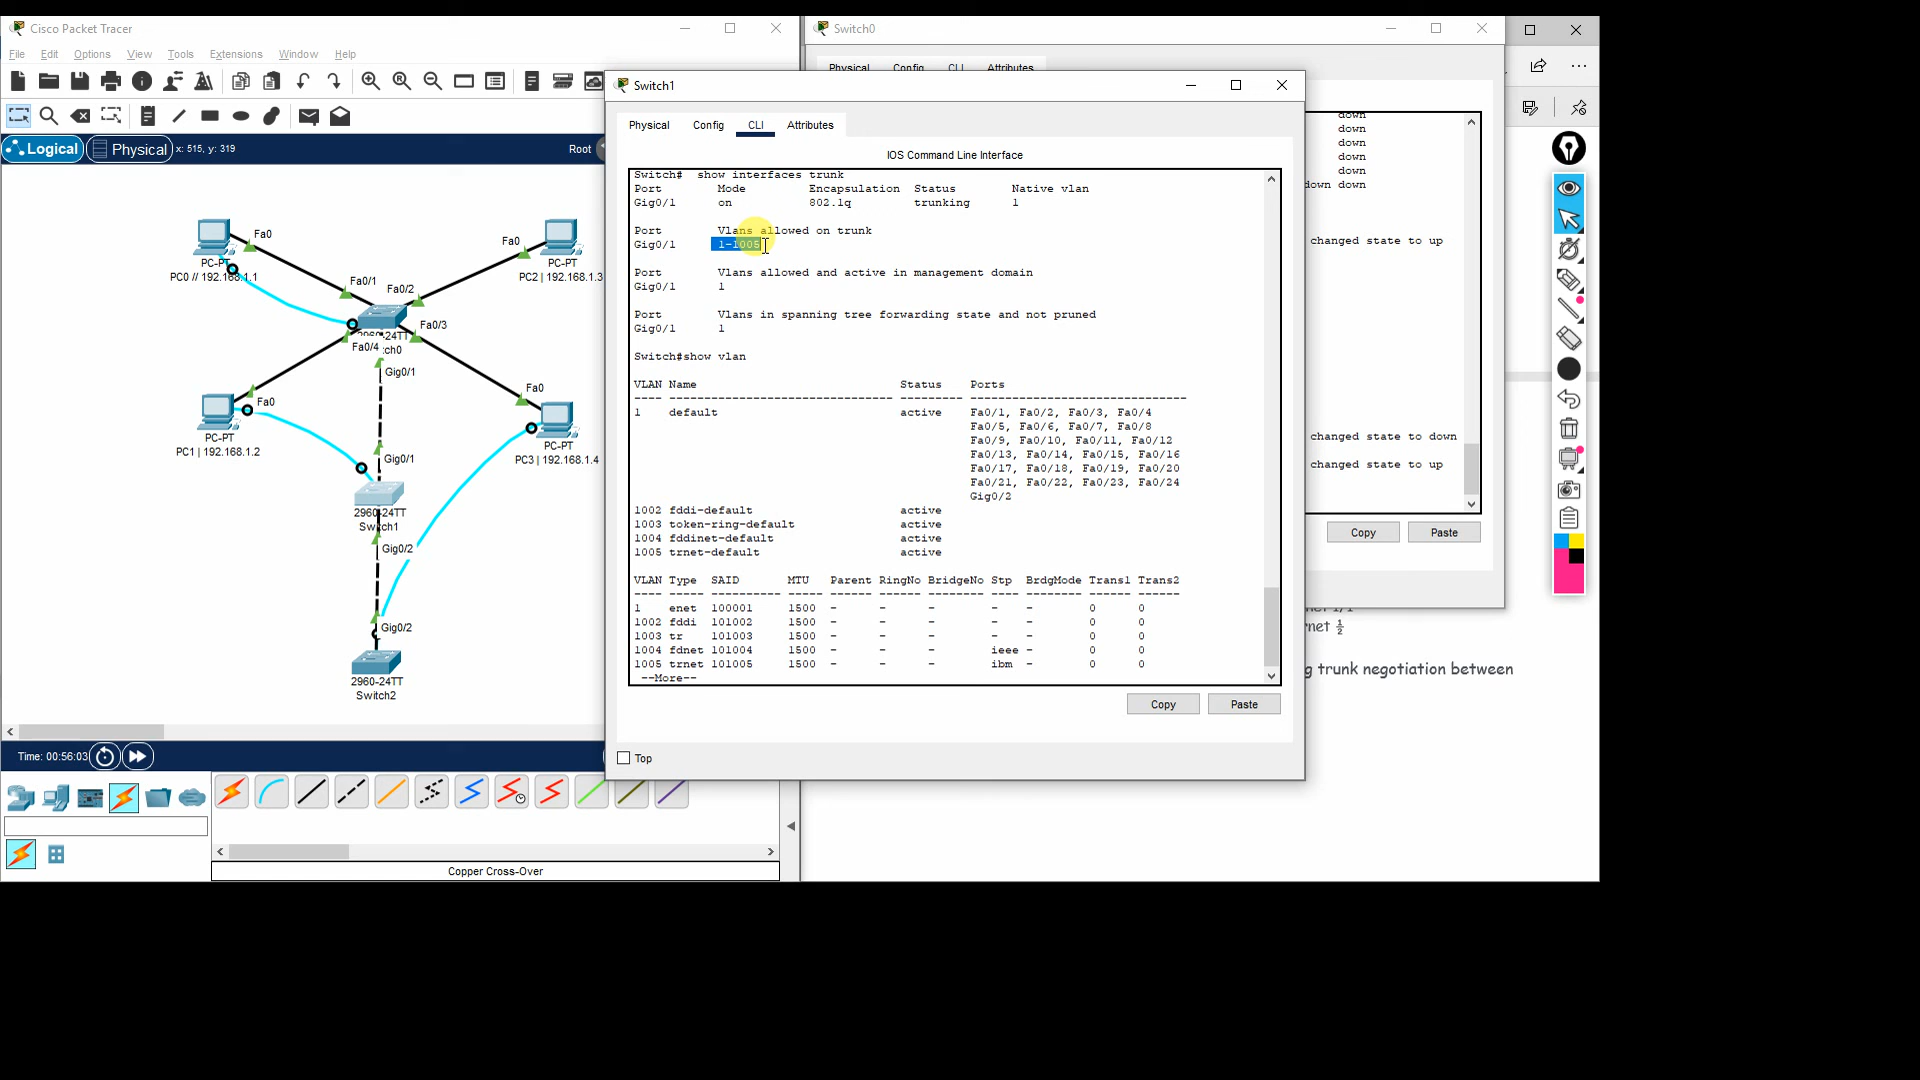 Cisco Packet Tracer
File Edit Options View Tools Extensions Window Help
Logical Physical x: 515, y: 319 Root
Fa0
PC-PT
PC0 // 192.168.1.1
Fa0
PC-PT
PC2 | 192.168.1.3
Fa0/1
Fa0/2
Fa0/3
2960-24TT
Fa0/4
ch0
Gig0/1
Fa0
PC-PT
PC1 | 192.168.1.2
Fa0
PC-PT
PC3 | 192.168.1.4
Gig0/1
2960-24TT
Switch1
Gig0/2
Gig0/2
2960-24TT
Switch2
Time: 00:56:03
Copper Cross-Over
Switch0
Physical Config CLI Attributes
down
down
down
down
down
down down
changed state to up
changed state to down
changed state to up
Copy Paste
g trunk negotiation between
Switch1
Physical Config CLI Attributes
IOS Command Line Interface
Switch# show interfaces trunk
Port Mode Encapsulation Status Native vlan
Gig0/1 on 802.1q trunking 1
Port Vlans allowed on trunk
Gig0/1 1-1005
Port Vlans allowed and active in management domain
Gig0/1 1
Port Vlans in spanning tree forwarding state and not pruned
Gig0/1 1
Switch#show vlan
VLAN Name Status Ports
---- -------------------------------- --------- -------------------------------
1 default active Fa0/1, Fa0/2, Fa0/3, Fa0/4
Fa0/5, Fa0/6, Fa0/7, Fa0/8
Fa0/9, Fa0/10, Fa0/11, Fa0/12
Fa0/13, Fa0/14, Fa0/15, Fa0/16
Fa0/17, Fa0/18, Fa0/19, Fa0/20
Fa0/21, Fa0/22, Fa0/23, Fa0/24
Gig0/2
1002 fddi-default active
1003 token-ring-default active
1004 fddinet-default active
1005 trnet-default active
VLAN Type SAID MTU Parent RingNo BridgeNo Stp BrdgMode Trans1 Trans2
---- ----- ---------- ----- ------ ------ -------- ---- -------- ------ ------
1 enet 100001 1500 - - - - - 0 0
1002 fddi 101002 1500 - - - - - 0 0
1003 tr 101003 1500 - - - - - 0 0
1004 fdnet 101004 1500 - - - ieee - 0 0
1005 trnet 101005 1500 - - - ibm - 0 0
--More--
Copy Paste
Top